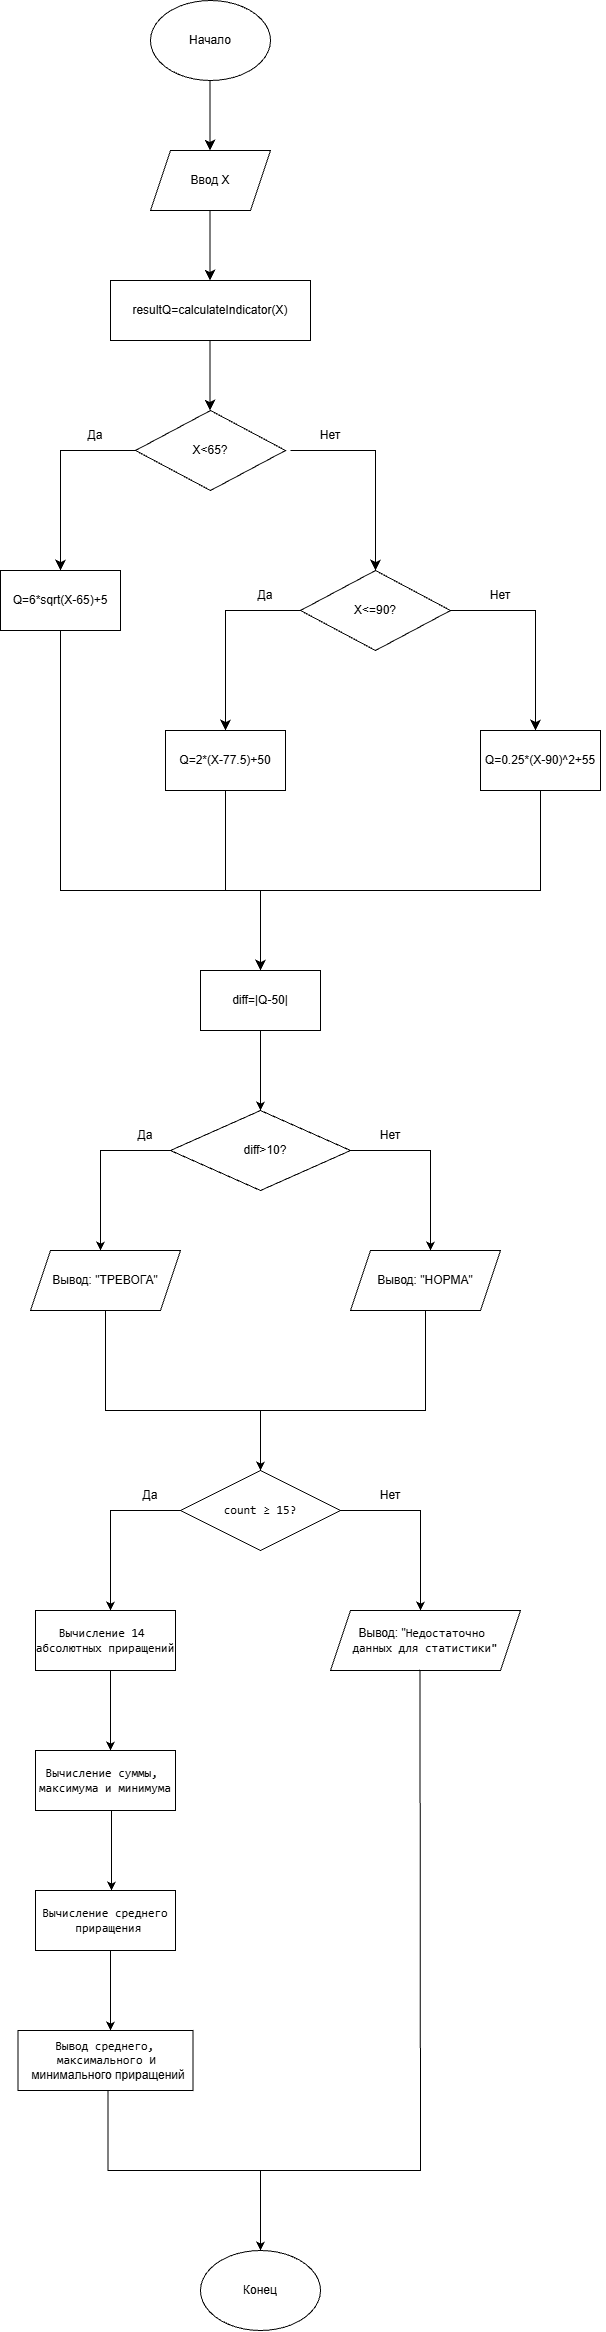 Начало
Ввод X
resultQ=calculateIndicator(X)
Да
X<65?
Нет
Q=6*sqrt(X-65)+5
Да
X<=90?
Нет
Q=2*(X-77.5)+50
Q=0.25*(X-90)^2+55
diff=|Q-50|
Да
diff>10?
Нет
Вывод: "ТРЕВОГА"
Вывод: "НОРМА"
Да
count ≥ 15?
Нет
Вычисление 14
абсолютных приращений
Вывод: "Недостаточно
данных для статистики"
Вычисление суммы,
максимума и минимума
Вычисление среднего
приращения
Вывод среднего,
максимального и
минимального приращений
Конец